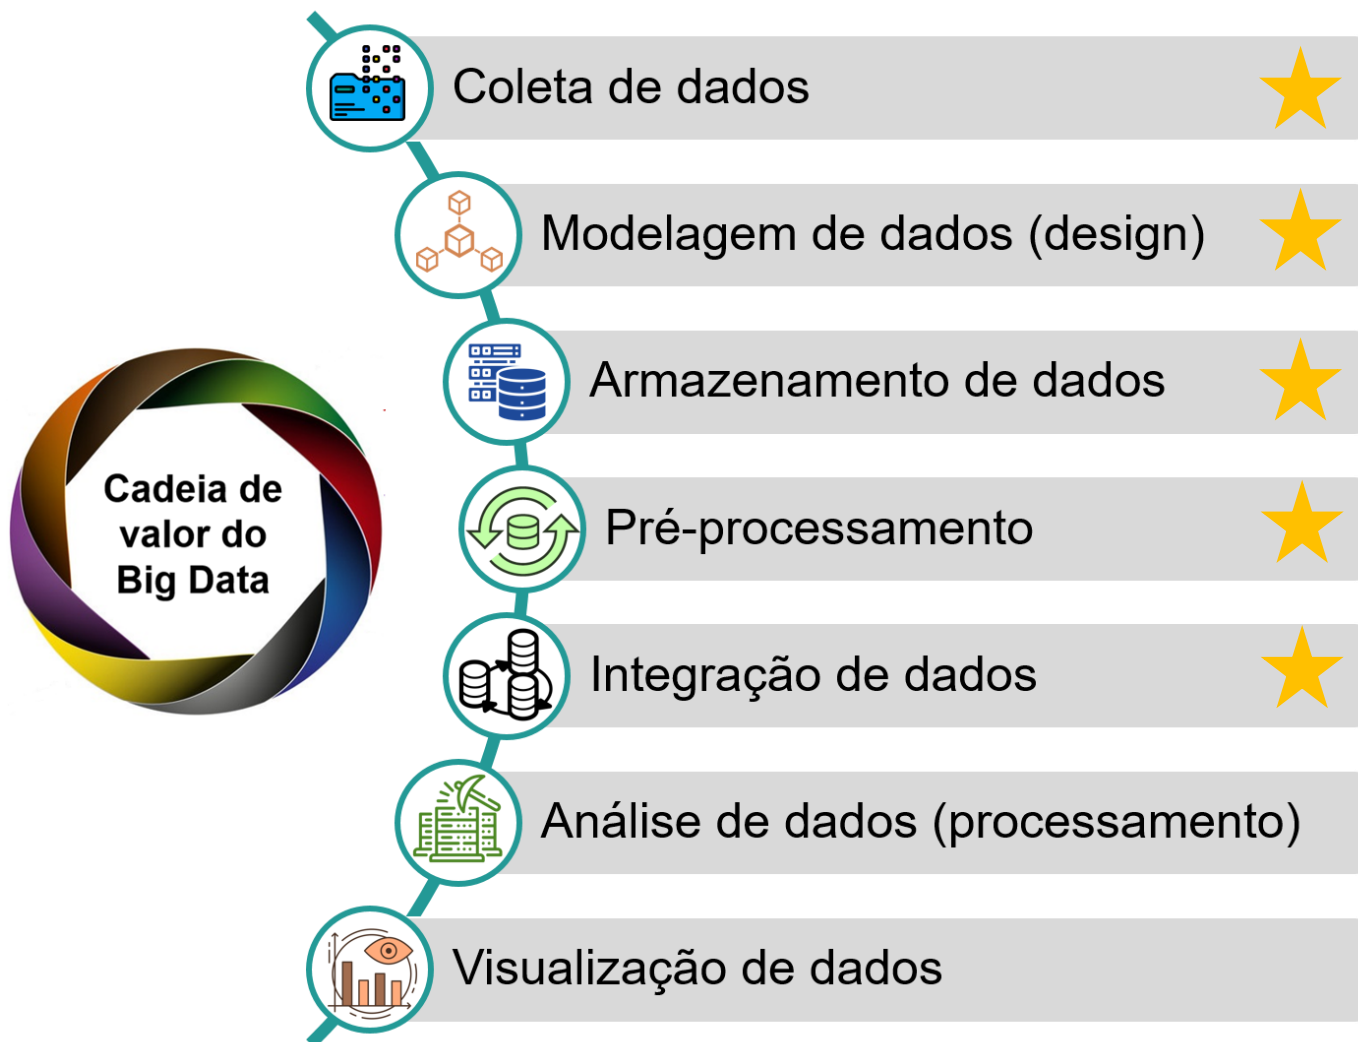 Coleta de dados
Modelagem de dados (design)
Armazenamento de dados
Cadeia de
valor do
Big Data
Pré-processamento
Integração de dados
Análise de dados (processamento)
Visualização de dados